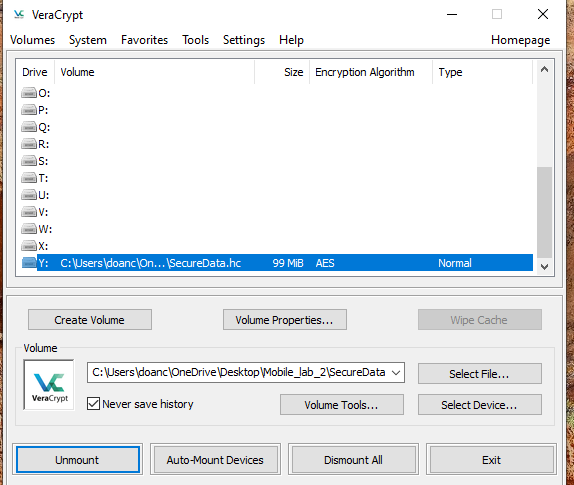 VeraCrypt
Volumes System Favorites Tools Settings Help Homepage
Drive Volume Size Encryption Algorithm Type
O:
P:
Q:
R:
S:
T:
U:
V:
W:
X:
Y: C:\Users\doanc\On...\SecureData.hc 99 MiB AES Normal
Create Volume Volume Properties... Wipe Cache
Volume
VeraCrypt
C:\Users\doanc\OneDrive\Desktop\Mobile_lab_2\SecureData
Select File...
Never save history Volume Tools... Select Device...
Unmount Auto-Mount Devices Dismount All Exit